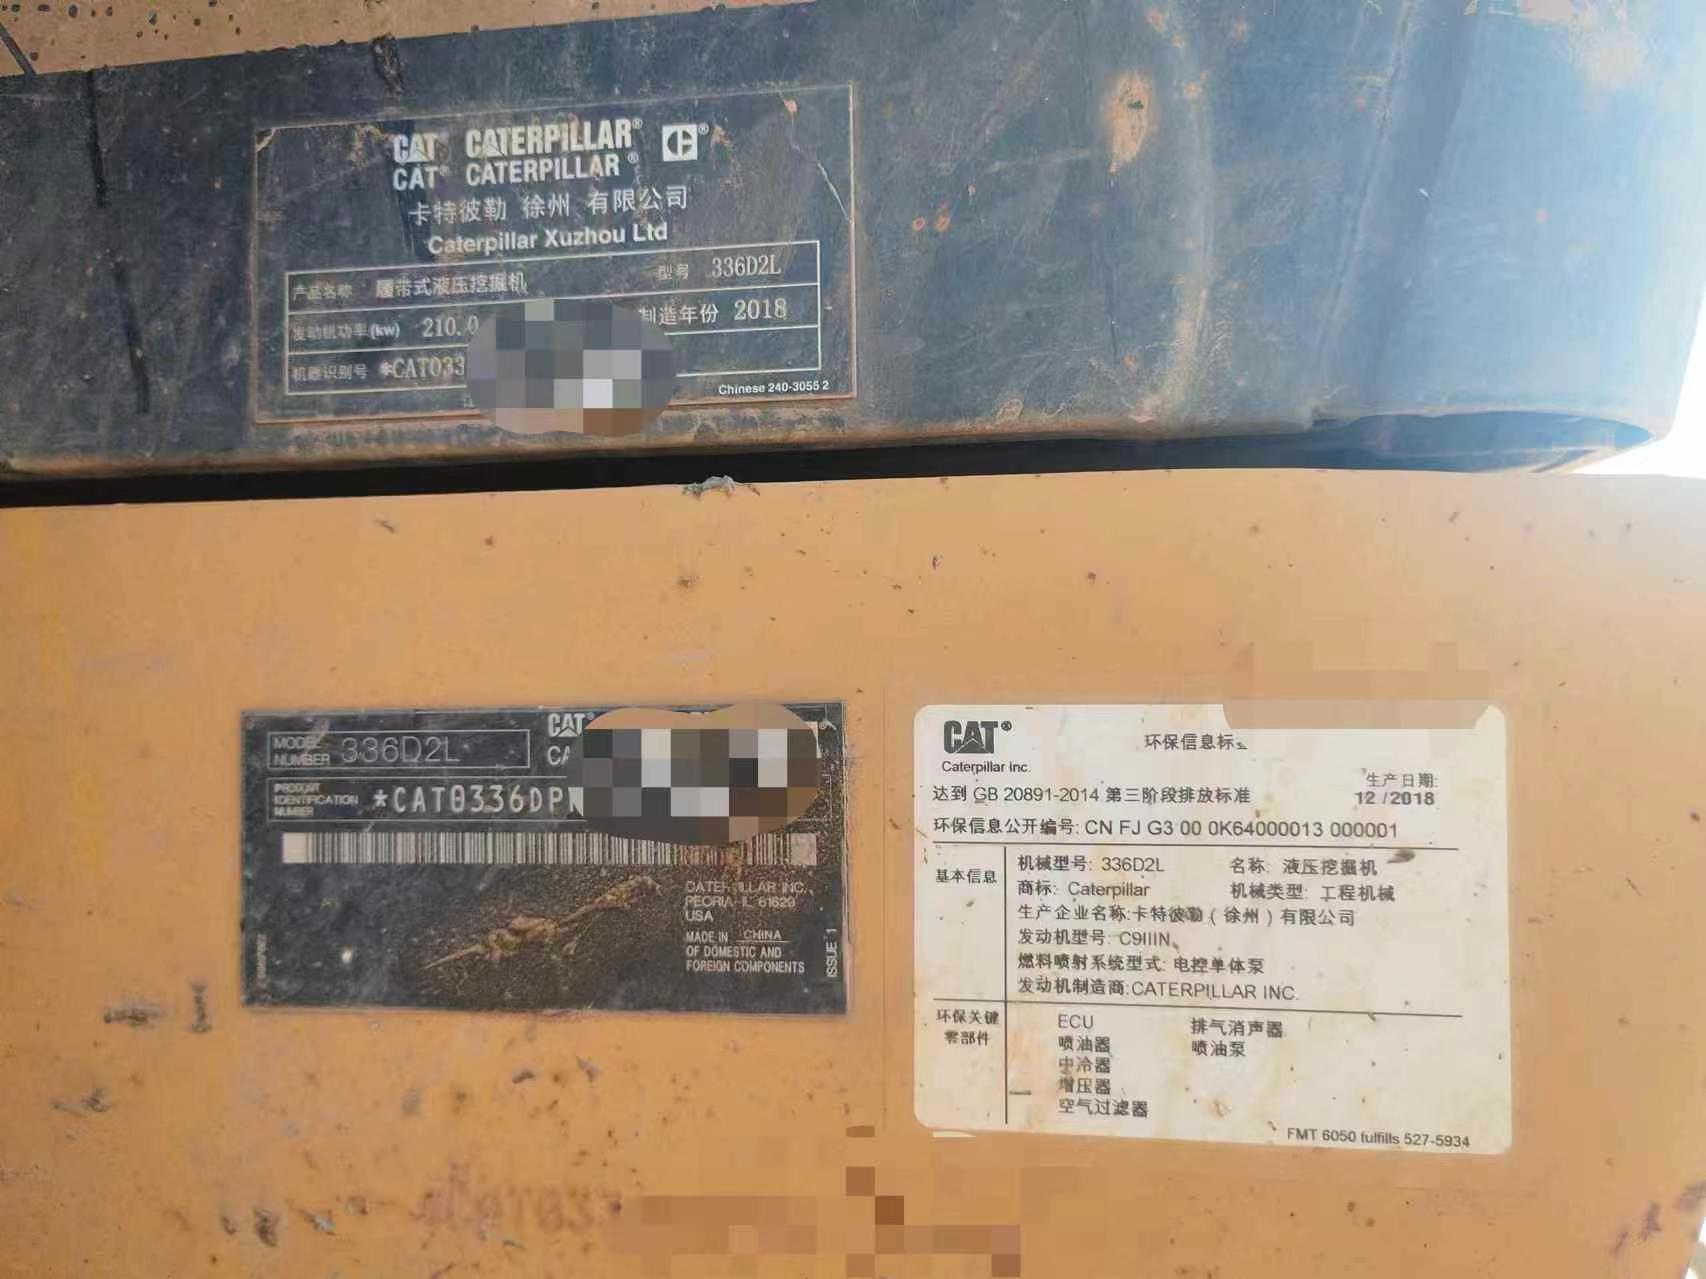 CAT CATERPILLAR®
CAT® CATERPILLAR®
卡特彼勒 徐州 有限公司
Caterpillar Xuzhou Ltd
产品名称 履带式液压挖掘机 型号 336D2L
发动机功率(kw) 210.0 制造年份 2018
机器识别号 *CAT033
Chinese 240-3055 2
CAT
MODEL NUMBER 336D2L
PRODUCT IDENTIFICATION NUMBER *CAT0336DP
CATERPILLAR INC.,
PEORIA IL 61629
USA
MADE IN CHINA
OF DOMESTIC AND
FOREIGN COMPONENTS
ISSUE 1
CAT®
Caterpillar Inc.
环保信息标
生产日期:
12 /2018
达到 GB 20891-2014 第三阶段排放标准
环保信息公开编号: CN FJ G3 00 0K64000013 000001
基本信息
机械型号: 336D2L 名称: 液压挖掘机
商标: Caterpillar 机械类型: 工程机械
生产企业名称:卡特彼勒（徐州）有限公司
发动机型号: C9IIIN
燃料喷射系统型式: 电控单体泵
发动机制造商:CATERPILLAR INC.
环保关键
零部件
ECU 排气消声器
喷油器 喷油泵
中冷器
增压器
空气过滤器
FMT 6050 fulfills 527-5934